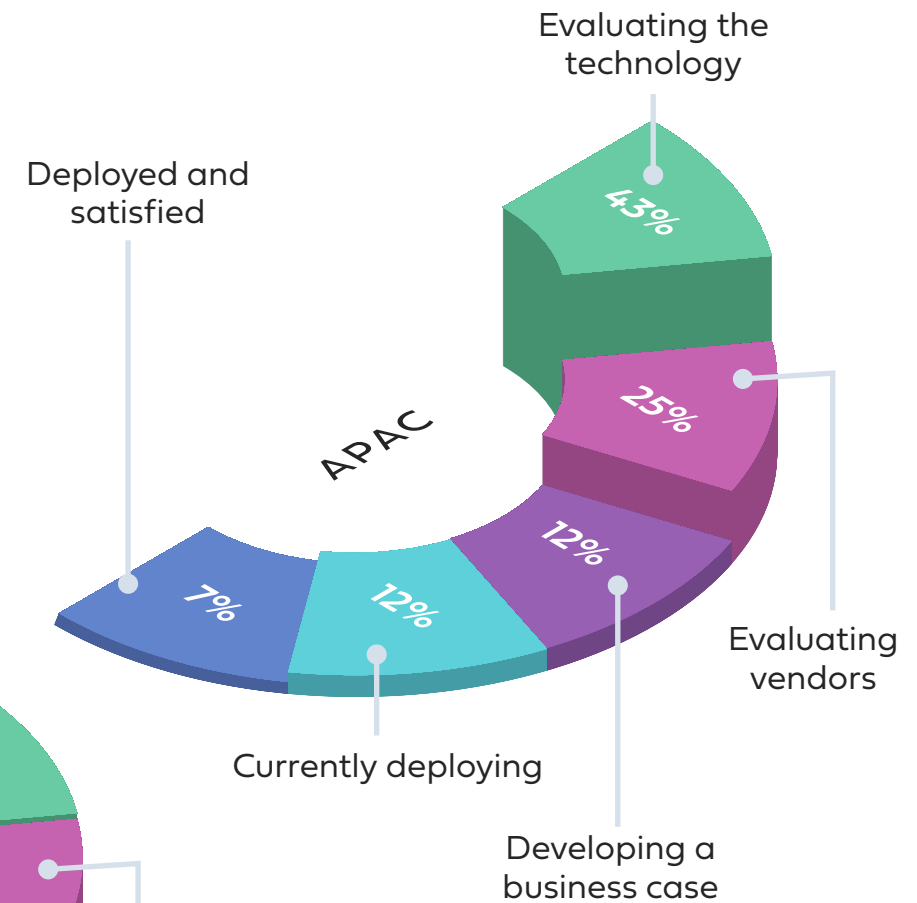 Evaluating the
technology
43%
Deployed and
satisfied
25%
APAC
12%
12%
7%
Evaluating
vendors
Currently deploying
Developing a
business case